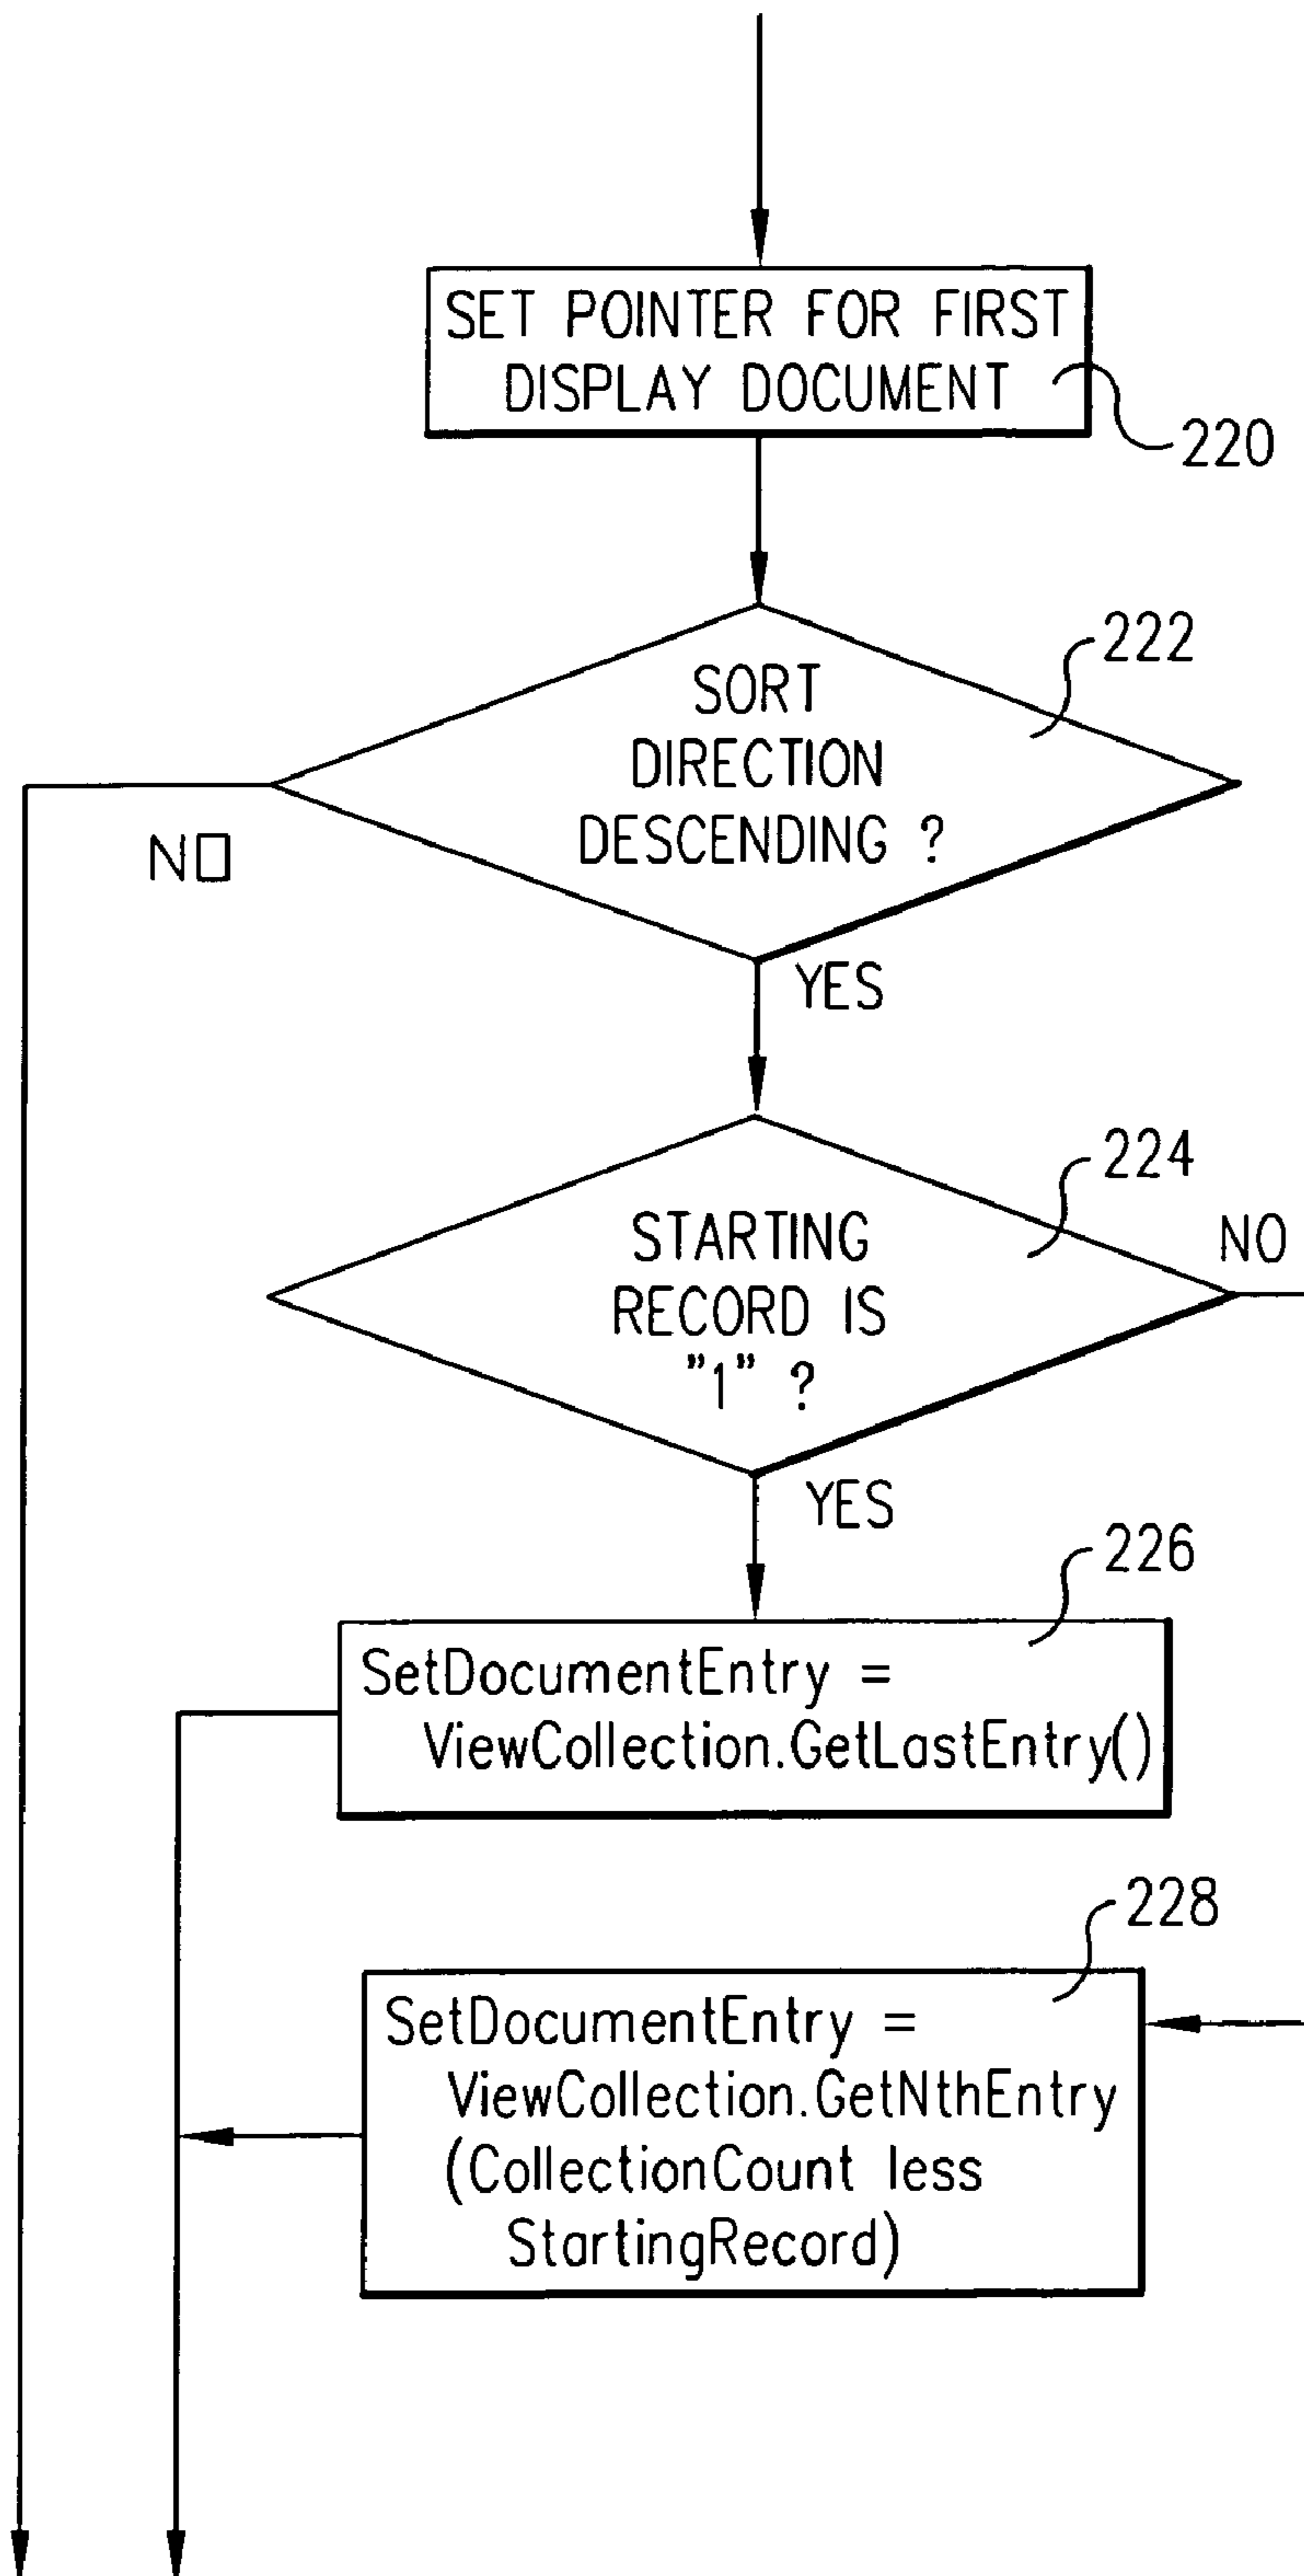 SET POINTER FOR FIRST
DISPLAY DOCUMENT
220
222
SORT
DIRECTION
DESCENDING ?
NO
YES
224
STARTING
RECORD IS
"1" ?
NO
YES
226
SetDocumentEntry =
ViewCollection.GetLastEntry()
228
SetDocumentEntry =
ViewCollection.GetNthEntry
(CollectionCount less
StartingRecord)